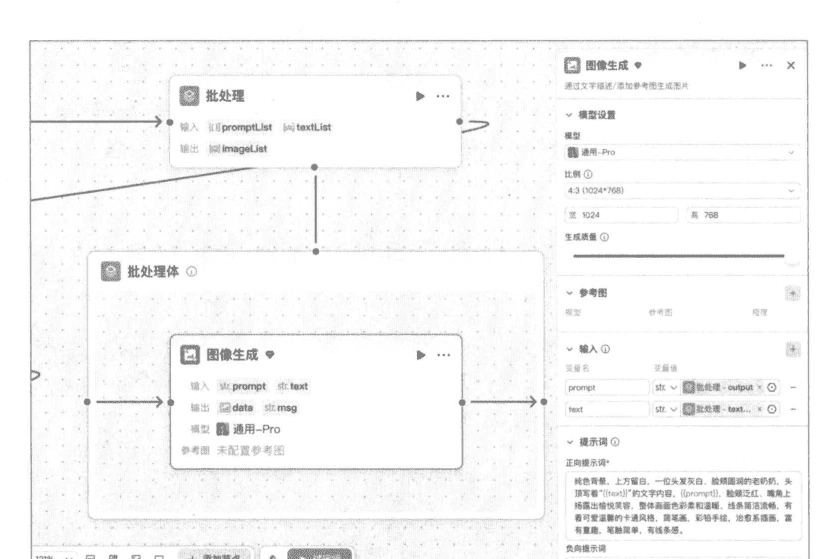 批处理
输入 promptList textList
输出 imageList
批处理体
图像生成
输入 str. prompt str. text
输出 data str. msg
模型 通用-Pro
参考图 未配置参考图
图像生成
通过文字描述/添加参考图生成图片
模型设置
模型
通用-Pro
比例
4:3 (1024*768)
宽 1024 高 768
生成质量
参考图
模型 参考图 程度
输入
变量名 变量值
prompt str. 批处理 - output
text str. 批处理 - text...
提示词
正向提示词*
纯色背景，上方留白，一位头发灰白、脸颊圆润的老奶奶，头
顶写着"{{text}}"的文字内容，{{prompt}}，脸颊泛红，嘴角上
扬露出愉悦笑容，整体画面色彩柔和温暖，线条简洁流畅，有
着可爱温馨的卡通风格，简笔画，彩铅手绘，治愈系插画，富
有童趣，笔触简单，有线条感。
负向提示词
121%
添加节点